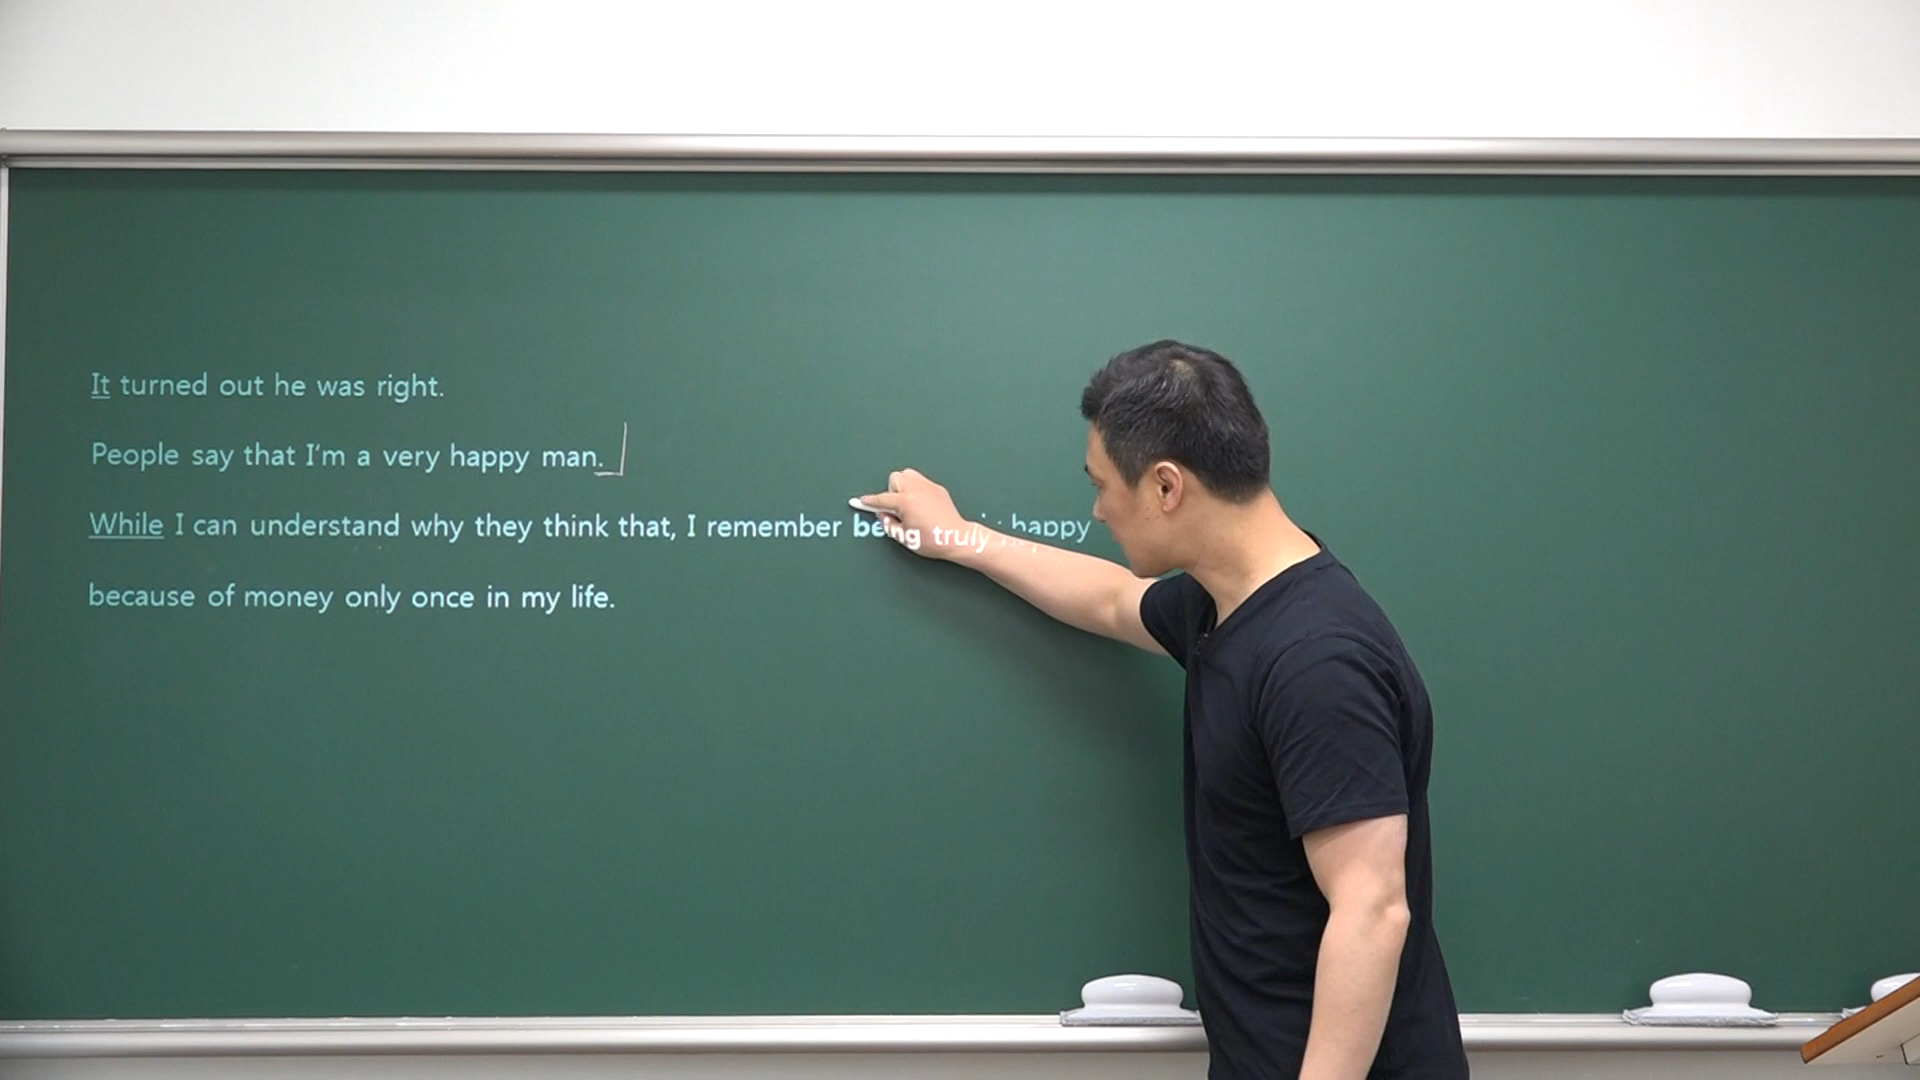 It turned out he was right.
People say that I'm a very happy man.
While I can understand why they think that, I remember being truly happy
because of money only once in my life.